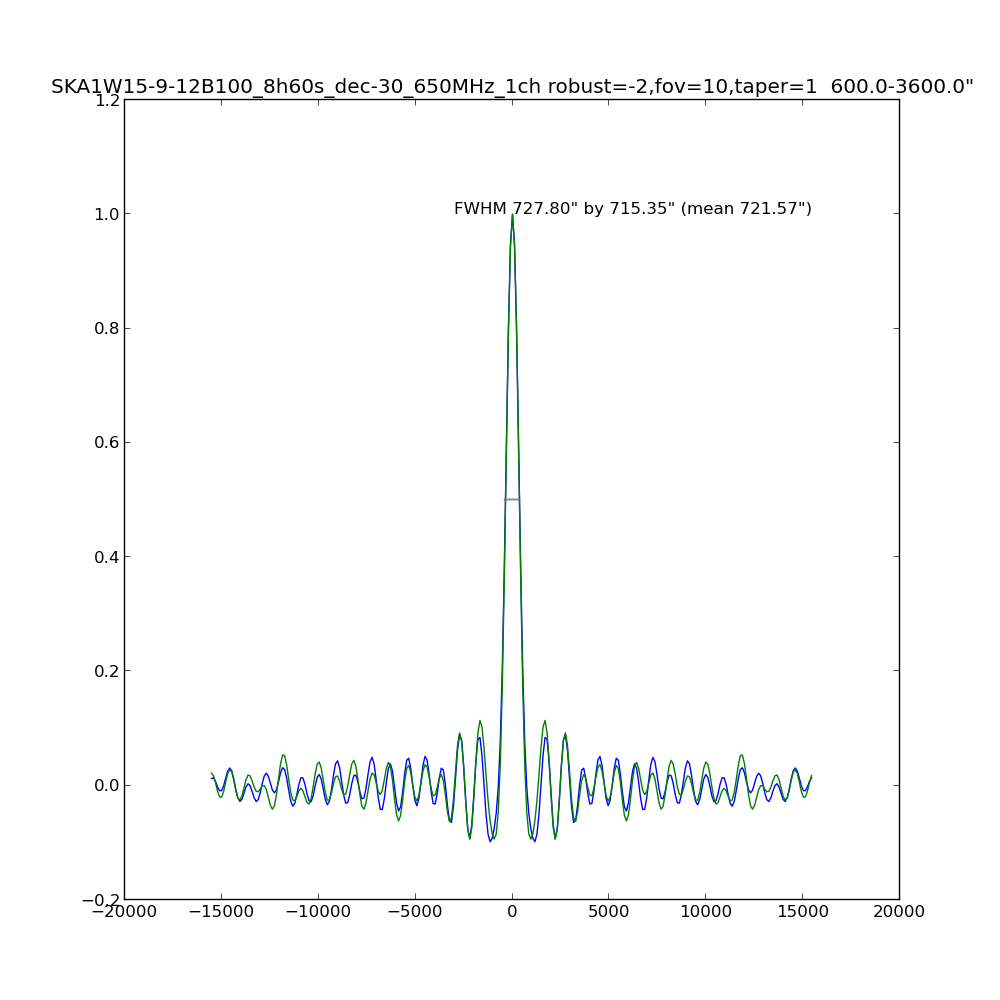 SKA1W15-9-12B100_8h60s_dec-30_650MHz_1ch robust=-2,fov=10,taper=1  600.0-3600.0"
1.2
FWHM 727.80" by 715.35" (mean 721.57")
1.0
0.8
0.6
0.4
0.2
0.0
−0.2
−20000 −15000 −10000 −5000 0 5000 10000 15000 20000